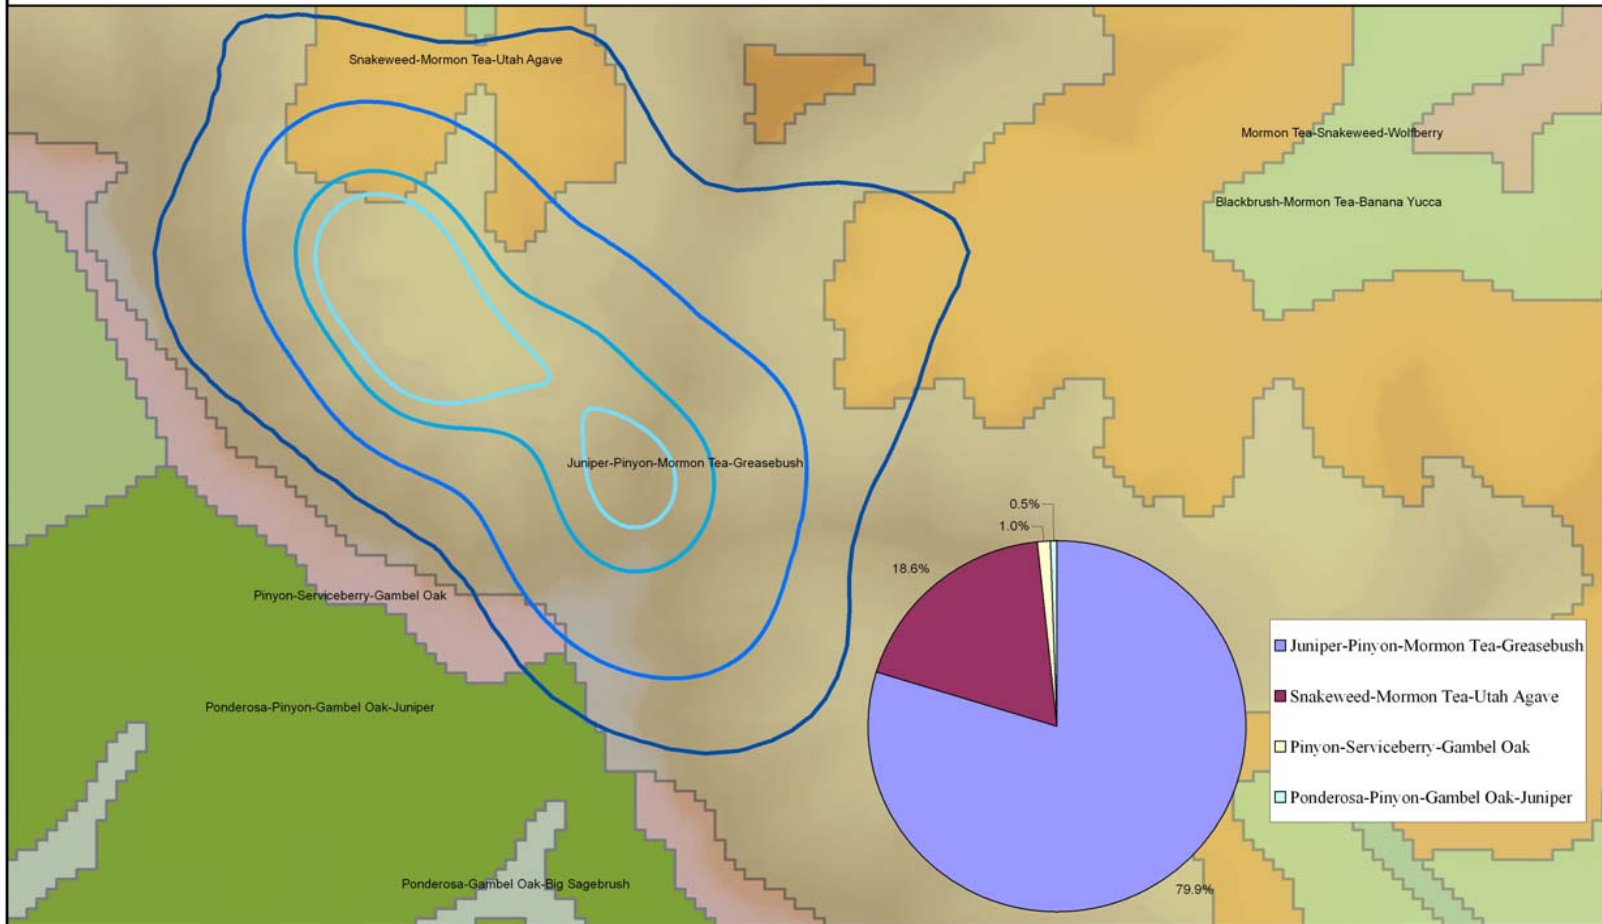 Snakeweed-Mormon Tea-Utah Agave
Mormon Tea-Snakeweed-Wolfberry
Blackbrush-Mormon Tea-Banana Yucca
Juniper-Pinyon-Mormon Tea-Greasebush
Pinyon-Serviceberry-Gambel Oak
Ponderosa-Pinyon-Gambel Oak-Juniper
Ponderosa-Gambel Oak-Big Sagebrush
0.5%
1.0%
18.6%
79.9%
Juniper-Pinyon-Mormon Tea-Greasebush
Snakeweed-Mormon Tea-Utah Agave
Pinyon-Serviceberry-Gambel Oak
Ponderosa-Pinyon-Gambel Oak-Juniper